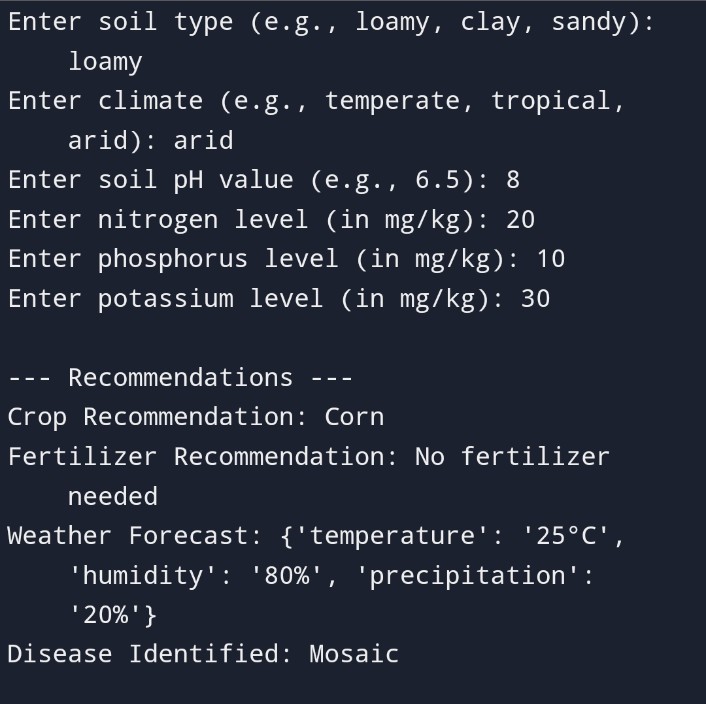 Enter soil type (e.g., loamy, clay, sandy):
loamy
Enter climate (e.g., temperate, tropical,
arid): arid
Enter soil pH value (e.g., 6.5): 8
Enter nitrogen level (in mg/kg): 20
Enter phosphorus level (in mg/kg): 10
Enter potassium level (in mg/kg): 30
--- Recommendations ---
Crop Recommendation: Corn
Fertilizer Recommendation: No fertilizer
needed
Weather Forecast: {'temperature': '25°C',
'humidity': '80%', 'precipitation':
'20%'}
Disease Identified: Mosaic